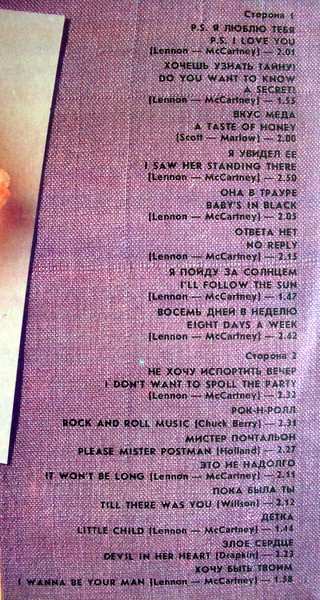 Сторона 1
P.S. Я ЛЮБЛЮ ТЕБЯ
P.S. I LOVE YOU
(Lennon — McCartney) — 2.01
ХОЧЕШЬ УЗНАТЬ ТАЙНУ?
DO YOU WANT TO KNOW
A SECRET?
(Lennon — McCartney) — 1.55
ВКУС МЕДА
A TASTE OF HONEY
(Scott — Marlow) — 2.00
Я УВИДЕЛ ЕЕ
I SAW HER STANDING THERE
(Lennon — McCartney) — 2.50
ОНА В ТРАУРЕ
BABY'S IN BLACK
(Lennon — McCartney) — 2.05
ОТВЕТА НЕТ
NO REPLY
(Lennon — McCartney) — 2.15
Я ПОЙДУ ЗА СОЛНЦЕМ
I'LL FOLLOW THE SUN
(Lennon — McCartney) — 1.47
ВОСЕМЬ ДНЕЙ В НЕДЕЛЮ
EIGHT DAYS A WEEK
(Lennon — McCartney) — 2.42
Сторона 2
НЕ ХОЧУ ИСПОРТИТЬ ВЕЧЕР
I DON'T WANT TO SPOLL THE PARTY
(Lennon — McCartney) — 2.32
РОК-Н-РОЛЛ
ROCK AND ROLL MUSIC (Chuck Berry) — 2.31
МИСТЕР ПОЧТАЛЬОН
PLEASE MISTER POSTMAN (Holland) — 2.27
ЭТО НЕ НАДОЛГО
IT WON'T BE LONG (Lennon — McCartney) — 2.11
ПОКА БЫЛА ТЫ
TILL THERE WAS YOU (Willson) — 2.12
ДЕТКА
LITTLE CHILD (Lennon — McCartney) — 1.44
ЗЛОЕ СЕРДЦЕ
DEVIL IN HER HEART (Drapkin) — 2.23
ХОЧУ БЫТЬ ТВОИМ
I WANNA BE YOUR MAN (Lennon — McCartney) — 1.58